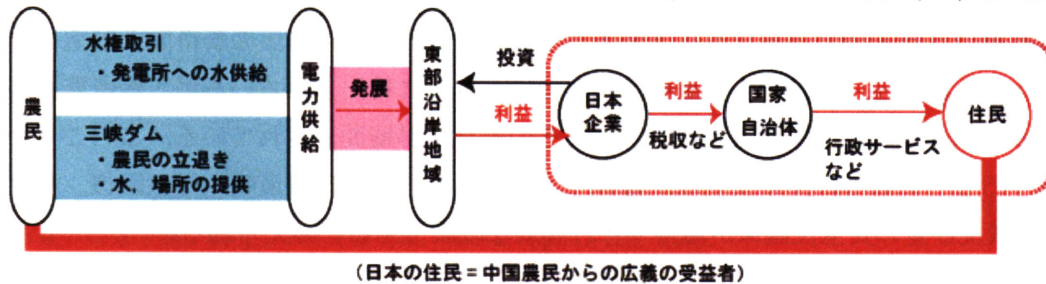 農民
水権取引
・発電所への水供給
三峡ダム
・農民の立退き
・水，場所の提供
電力供給
発展
東部沿岸地域
投資
利益
日本
企業
利益
税収など
国家
自治体
利益
行政サービス
など
住民
（日本の住民＝中国農民からの広義の受益者）